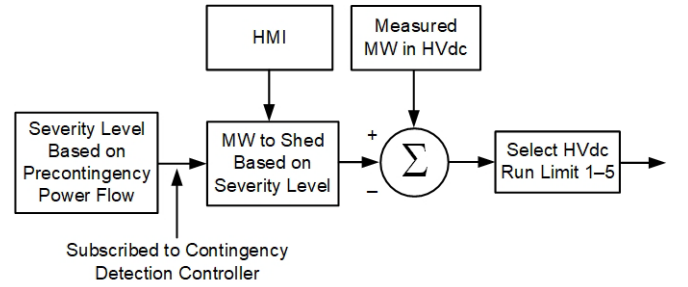 HMI
Measured
MW in HVdc
Severity Level
Based on
Precontingency
Power Flow
MW to Shed
Based on
Severity Level
+
–
Σ
Select HVdc
Run Limit 1–5
Subscribed to Contingency
Detection Controller